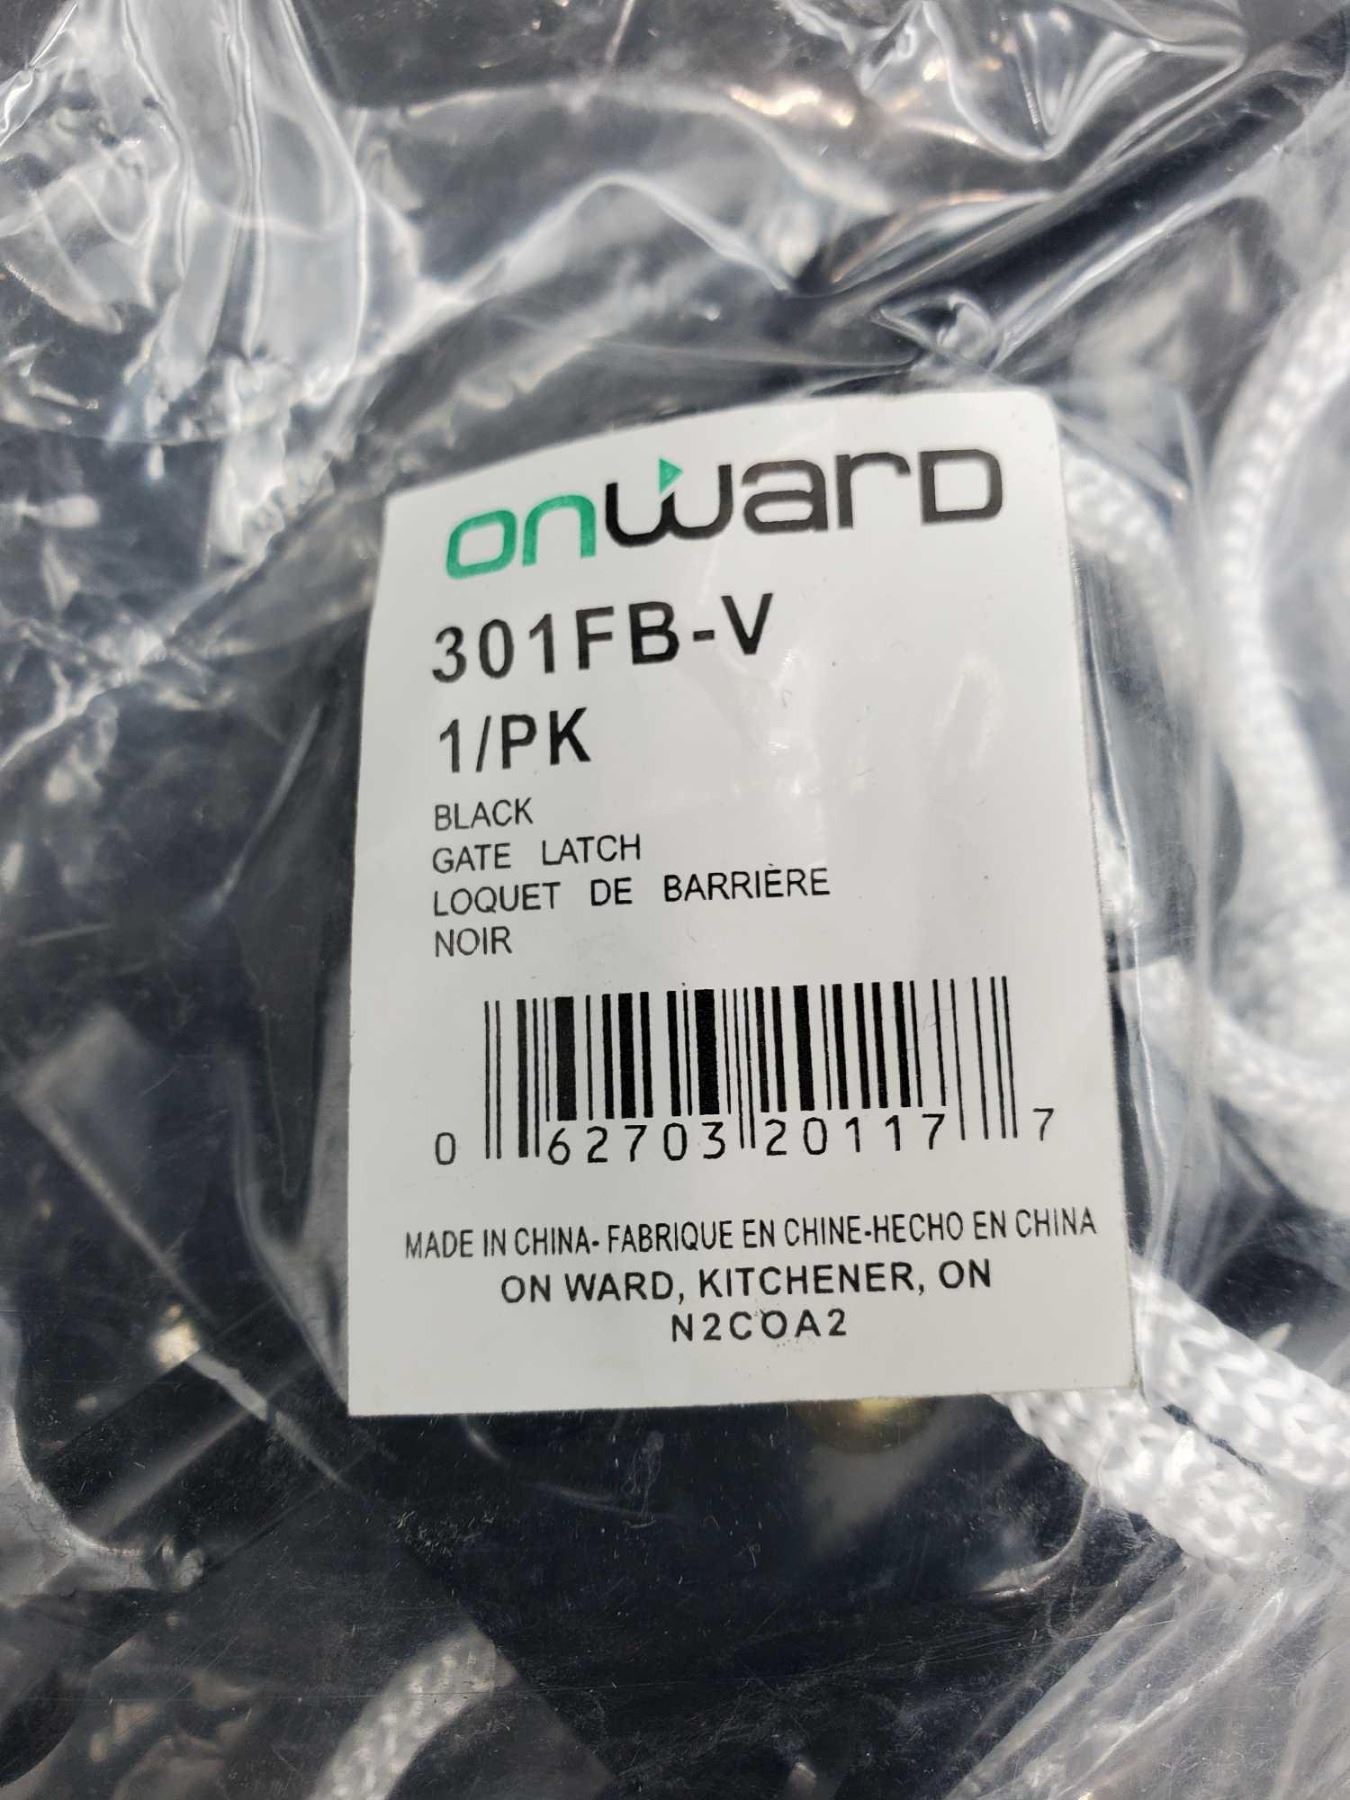 onward
301FB-V
1/PK
BLACK
GATE LATCH
LOQUET DE BARRIÈRE
NOIR
0 62703 20117 7
MADE IN CHINA- FABRIQUE EN CHINE-HECHO EN CHINA
ON WARD, KITCHENER, ON
N2COA2